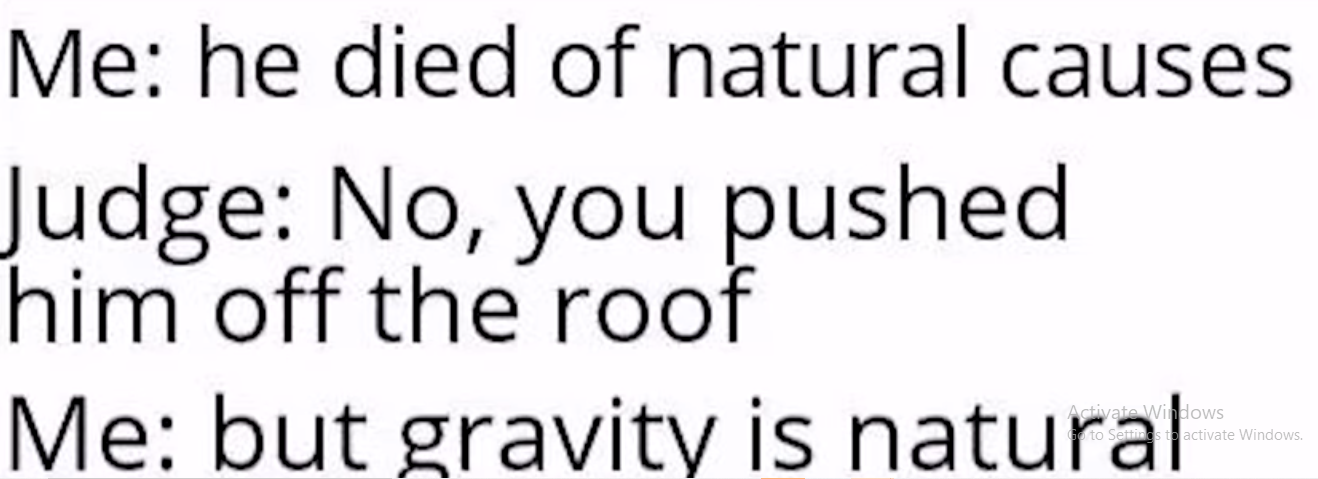 Me: he died of natural causes
Judge: No, you pushed
him off the roof
Me: but gravity is natural
Activate Windows
Go to Settings to activate Windows.